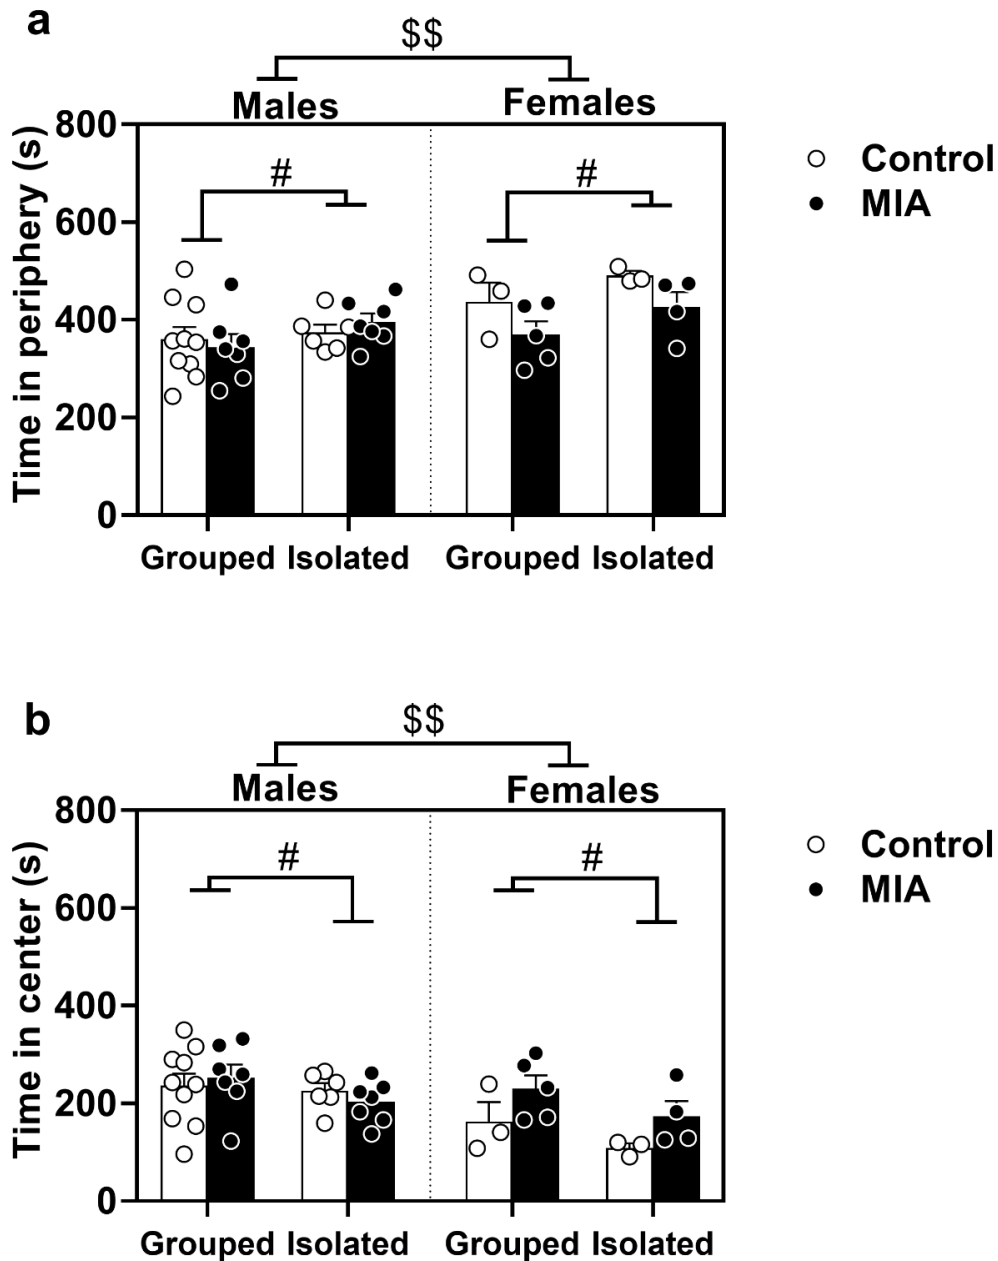 a
$$
Males Females
800
600
400
200
0
Time in periphery (s)
# #
Control
MIA
Grouped Isolated Grouped Isolated
b
$$
Males Females
800
600
400
200
0
Time in center (s)
# #
Control
MIA
Grouped Isolated Grouped Isolated